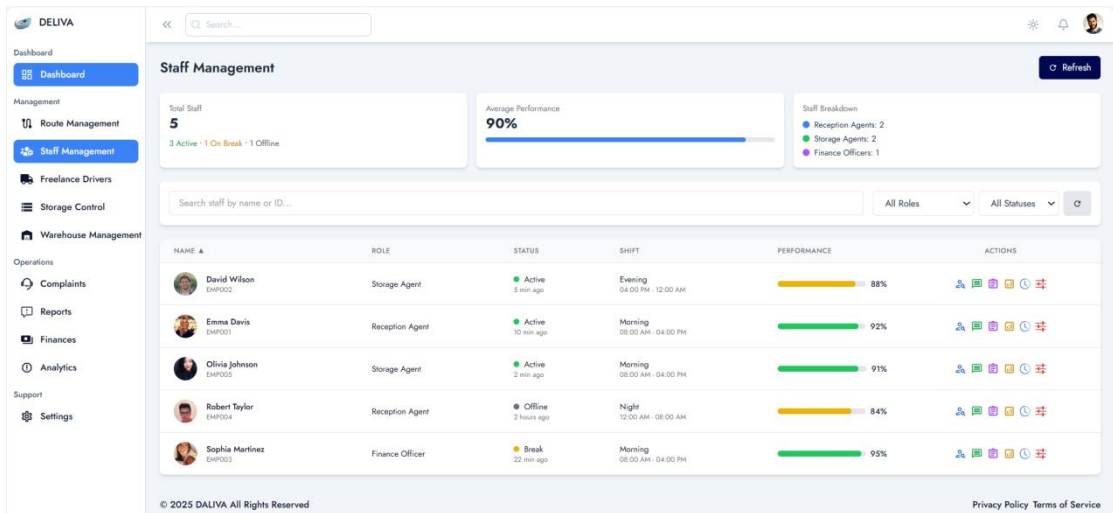 DELIVA
Search...
Dashboard
Dashboard
Management
Route Management
Staff Management
Freelance Drivers
Storage Control
Warehouse Management
Operations
Complaints
Reports
Finances
Analytics
Support
Settings
Staff Management
Refresh
Total Staff
5
3 Active · 1 On Break · 1 Offline
Average Performance
90%
Staff Breakdown
Reception Agents: 2
Storage Agents: 2
Finance Officers: 1
Search staff by name or ID...
All Roles
All Statuses
NAME ▲ ROLE STATUS SHIFT PERFORMANCE ACTIONS
David Wilson
EMP002
Storage Agent
Active
5 min ago
Evening
04:00 PM - 12:00 AM
88%
Emma Davis
EMP001
Reception Agent
Active
10 min ago
Morning
08:00 AM - 04:00 PM
92%
Olivia Johnson
EMP005
Storage Agent
Active
2 min ago
Morning
08:00 AM - 04:00 PM
91%
Robert Taylor
EMP004
Reception Agent
Offline
2 hours ago
Night
12:00 AM - 08:00 AM
84%
Sophia Martinez
EMP003
Finance Officer
Break
22 min ago
Morning
08:00 AM - 04:00 PM
95%
© 2025 DALIVA All Rights Reserved
Privacy Policy Terms of Service